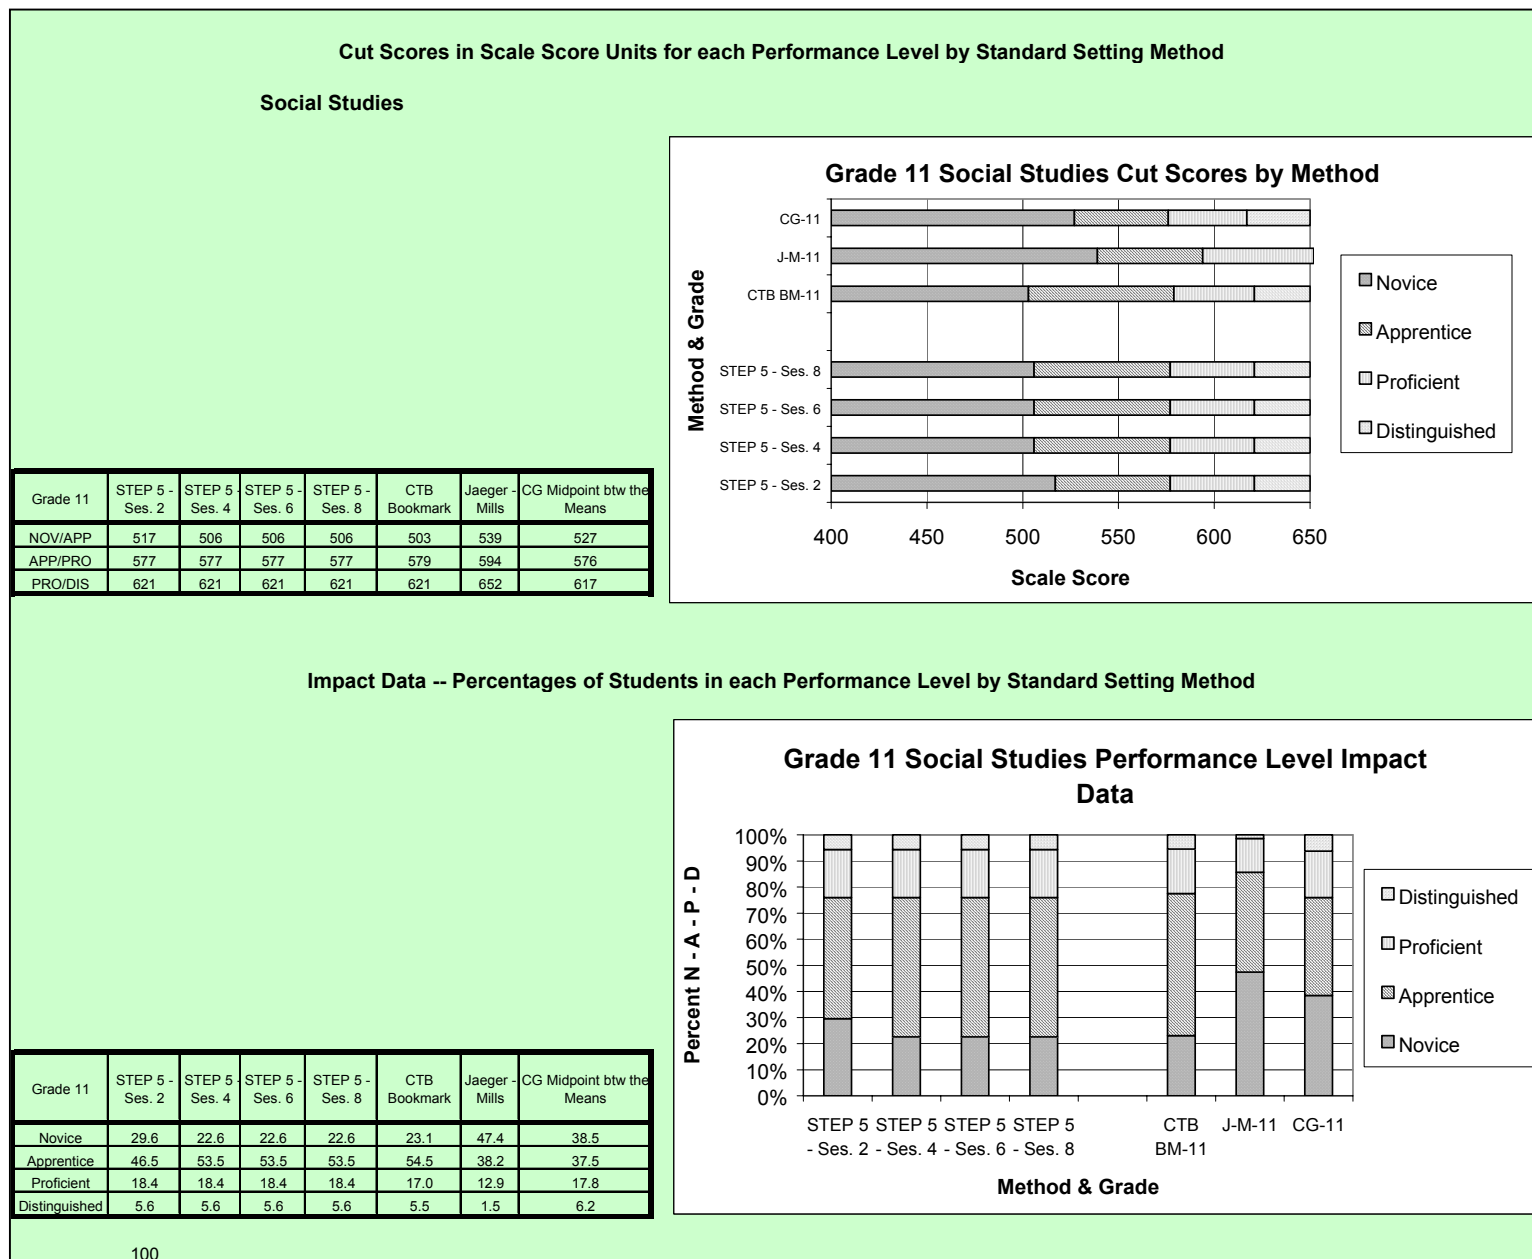 Cut Scores in Scale Score Units for each Performance Level by Standard Setting Method
Social Studies
Grade 11 Social Studies Cut Scores by Method
Method & Grade
CG-11
J-M-11
CTB BM-11
STEP 5 - Ses. 8
STEP 5 - Ses. 6
STEP 5 - Ses. 4
STEP 5 - Ses. 2
400 450 500 550 600 650
Scale Score
Novice
Apprentice
Proficient
Distinguished
Grade 11 STEP 5 - Ses. 2 STEP 5 - Ses. 4 STEP 5 - Ses. 6 STEP 5 - Ses. 8 CTB Bookmark Jaeger - Mills CG Midpoint btw the Means
NOV/APP 517 506 506 506 503 539 527
APP/PRO 577 577 577 577 579 594 576
PRO/DIS 621 621 621 621 621 652 617
Impact Data -- Percentages of Students in each Performance Level by Standard Setting Method
Grade 11 Social Studies Performance Level Impact
Data
Percent N - A - P - D
100%
90%
80%
70%
60%
50%
40%
30%
20%
10%
0%
STEP 5 STEP 5 STEP 5 STEP 5 CTB J-M-11 CG-11
- Ses. 2 - Ses. 4 - Ses. 6 - Ses. 8 BM-11
Method & Grade
Distinguished
Proficient
Apprentice
Novice
Grade 11 STEP 5 - Ses. 2 STEP 5 - Ses. 4 STEP 5 - Ses. 6 STEP 5 - Ses. 8 CTB Bookmark Jaeger - Mills CG Midpoint btw the Means
Novice 29.6 22.6 22.6 22.6 23.1 47.4 38.5
Apprentice 46.5 53.5 53.5 53.5 54.5 38.2 37.5
Proficient 18.4 18.4 18.4 18.4 17.0 12.9 17.8
Distinguished 5.6 5.6 5.6 5.6 5.5 1.5 6.2
100